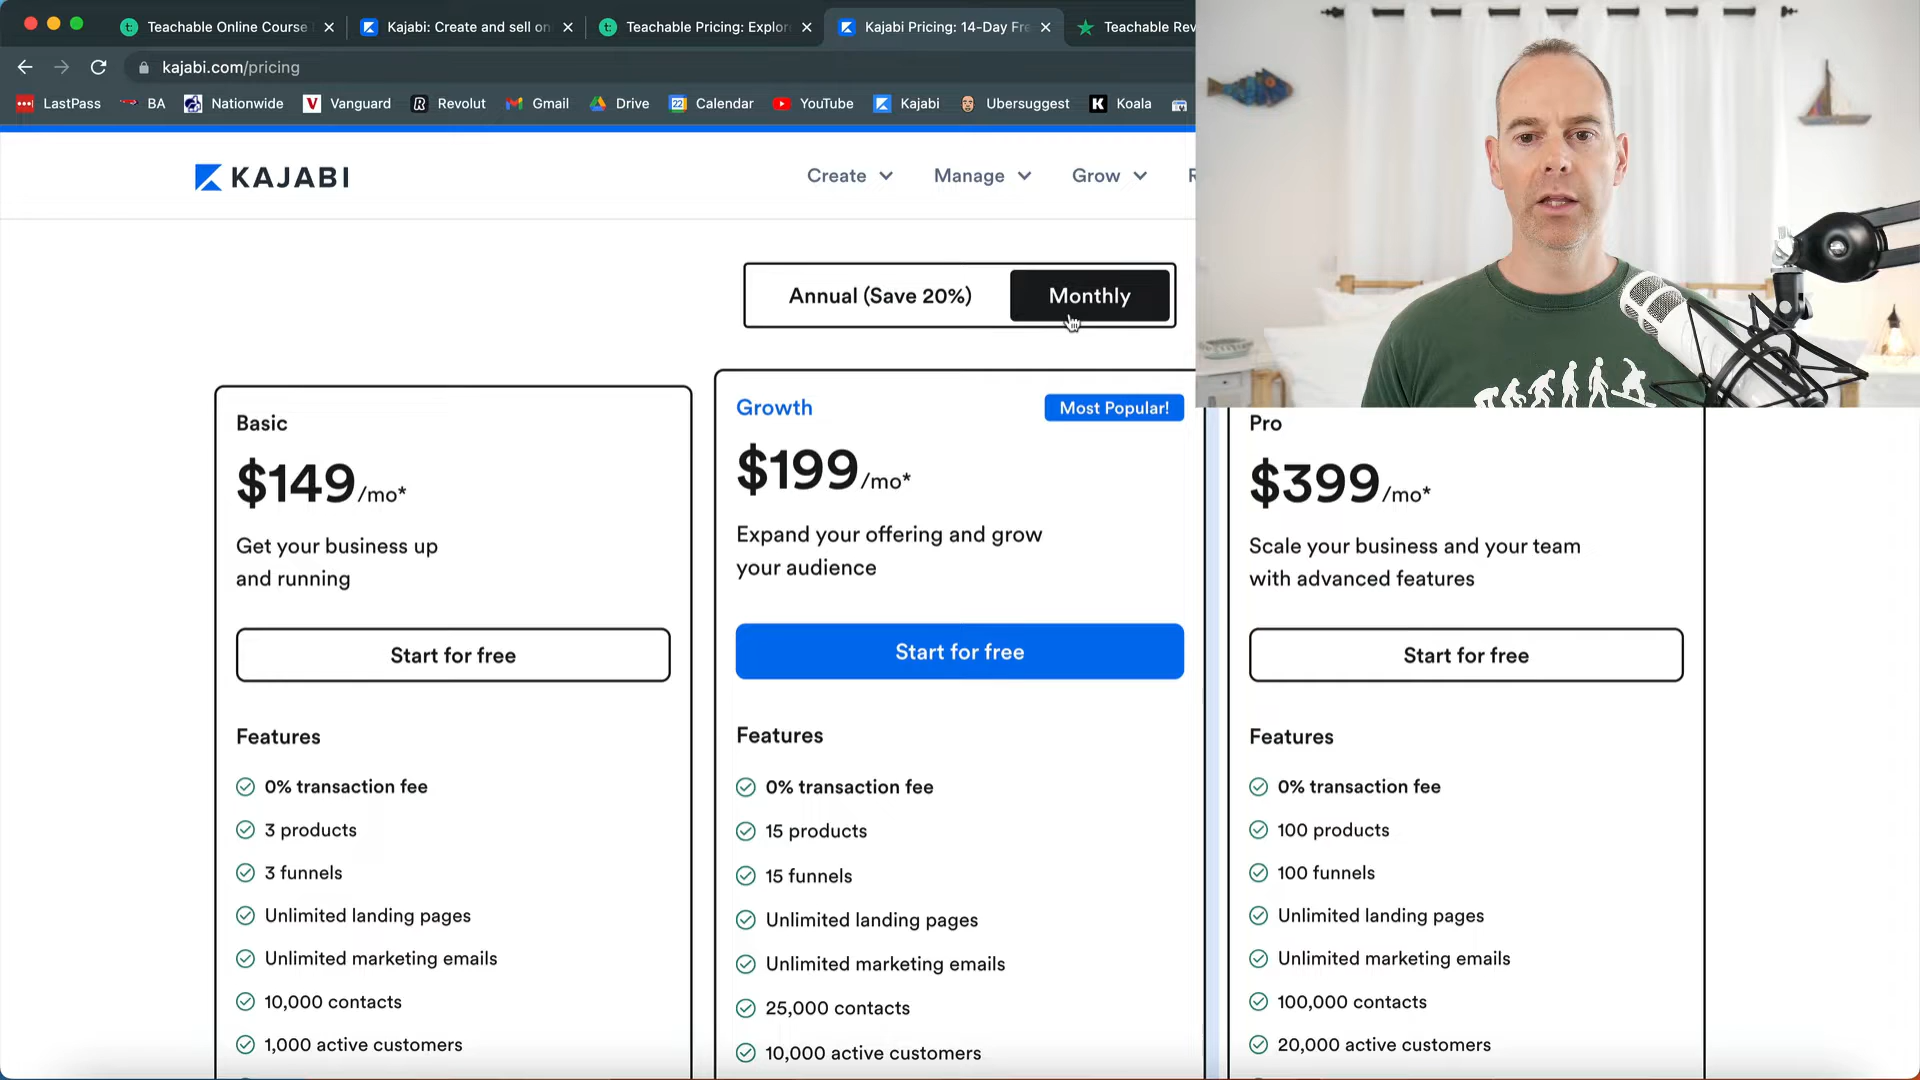 Teachable Online Course
Kajabi: Create and sell on
Teachable Pricing: Explor
Kajabi Pricing: 14-Day Fre
Teachable Rev
kajabi.com/pricing
LastPass
BA
Nationwide
Vanguard
Revolut
Gmail
Drive
22
Calendar
YouTube
Kajabi
Ubersuggest
Koala
KAJABI
Create
Manage
Grow
Annual (Save 20%)
Monthly
Basic
$149/mo*
Get your business up
and running
Start for free
Features
0% transaction fee
3 products
3 funnels
Unlimited landing pages
Unlimited marketing emails
10,000 contacts
1,000 active customers
Growth
Most Popular!
$199/mo*
Expand your offering and grow
your audience
Start for free
Features
0% transaction fee
15 products
15 funnels
Unlimited landing pages
Unlimited marketing emails
25,000 contacts
10,000 active customers
Pro
$399/mo*
Scale your business and your team
with advanced features
Start for free
Features
0% transaction fee
100 products
100 funnels
Unlimited landing pages
Unlimited marketing emails
100,000 contacts
20,000 active customers